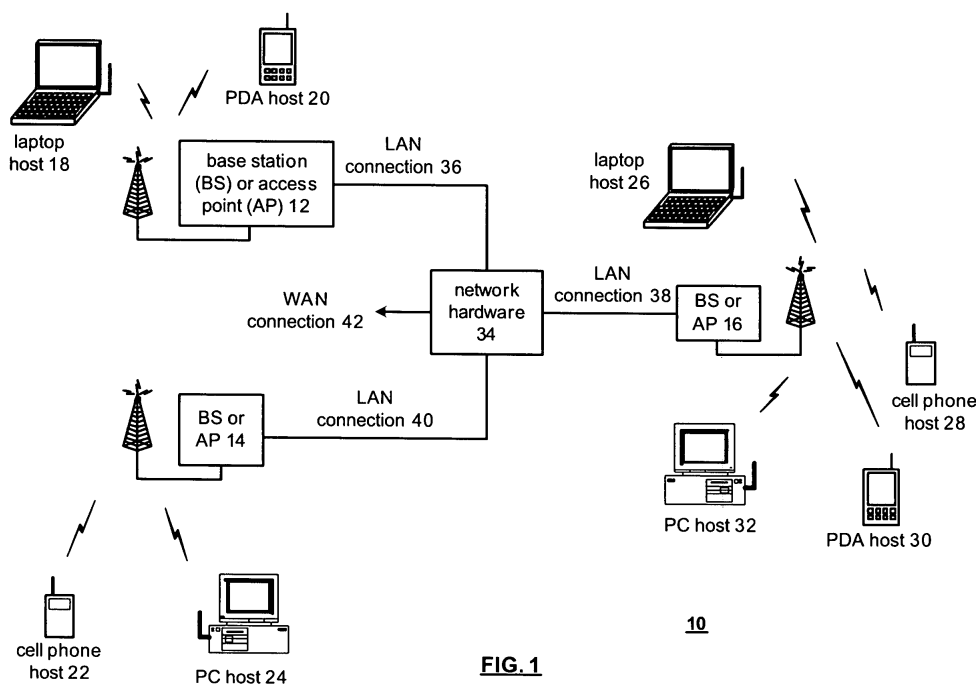 PDA host 20
laptop
host 18
base station
(BS) or access
point (AP) 12
LAN
connection 36
laptop
host 26
WAN
connection 42
network
hardware
34
LAN
connection 38
BS or
AP 16
cell phone
host 28
BS or
AP 14
LAN
connection 40
PC host 32
PDA host 30
cell phone
host 22
PC host 24
10
FIG. 1